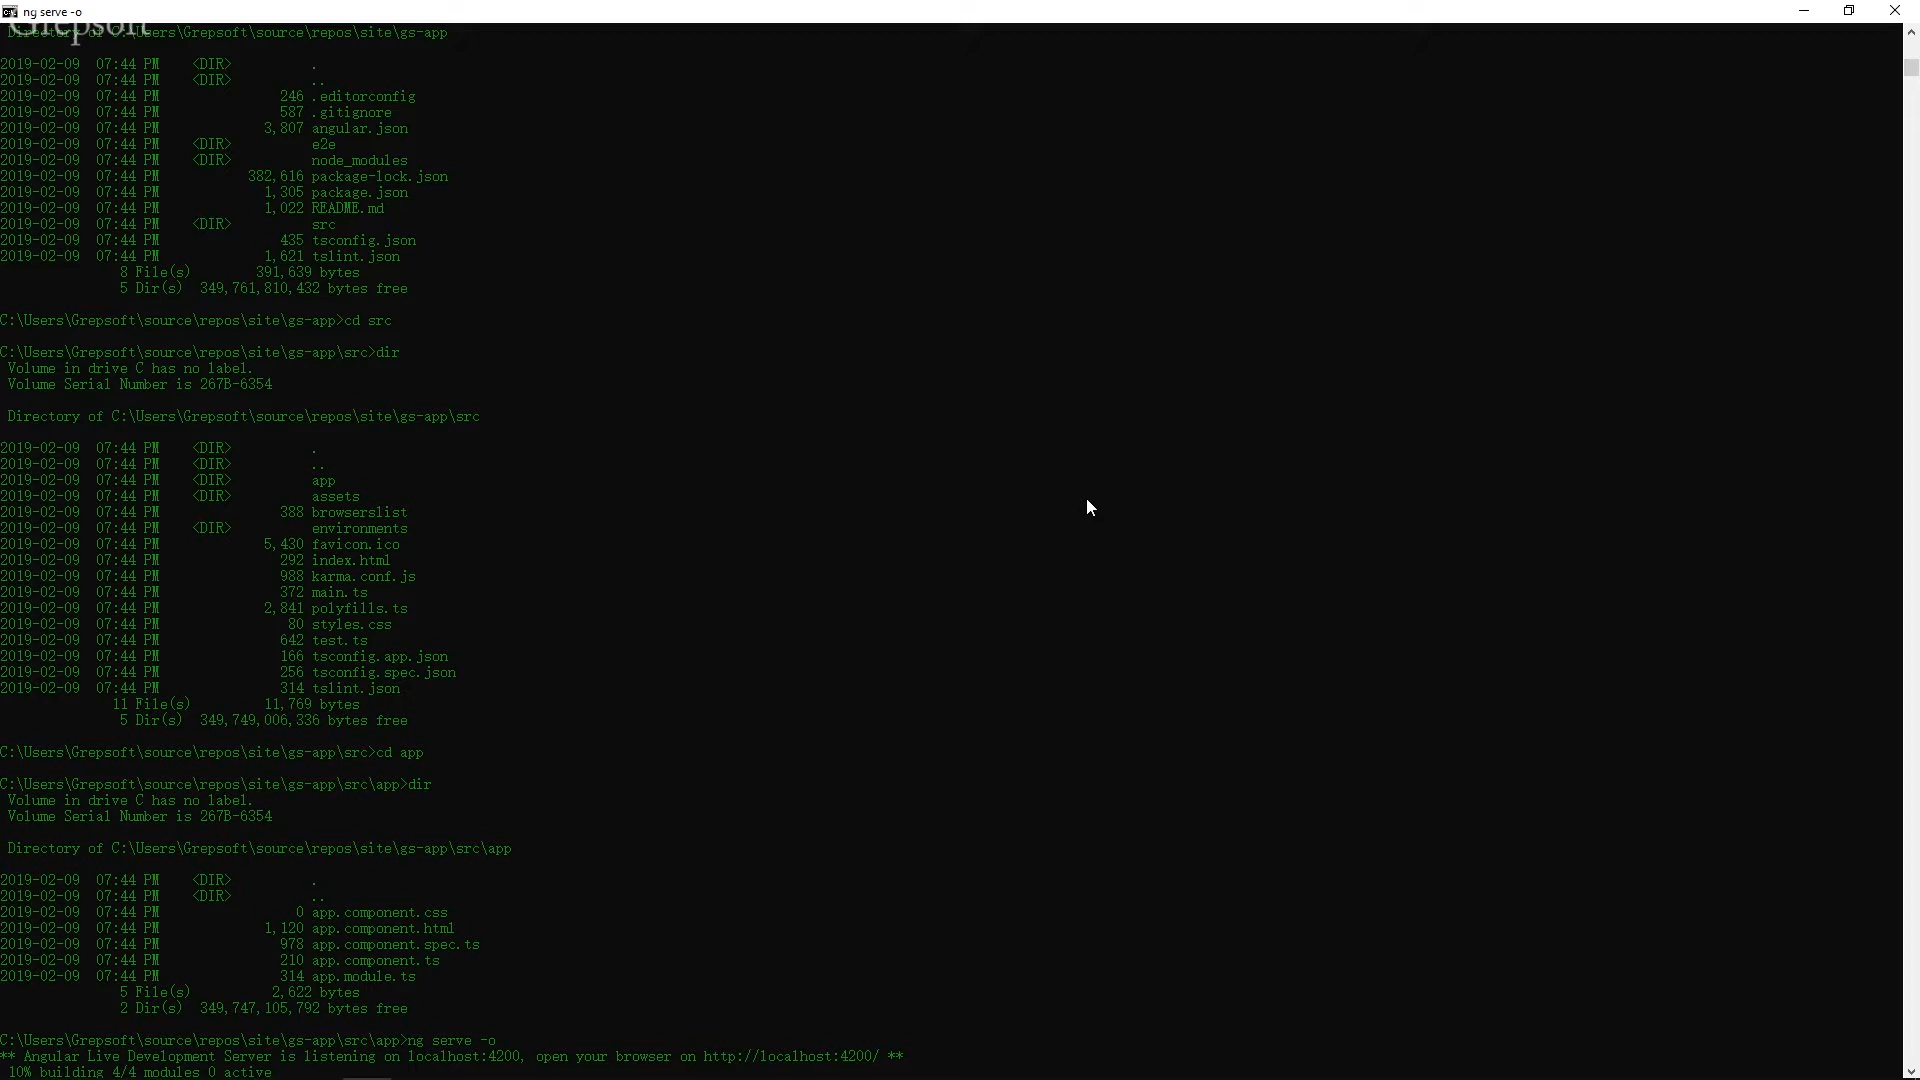 ng serve -o
Grepsoft
Directory of C:\Users\Grepsoft\source\repos\site\gs-app
2019-02-09  07:44 PM    <DIR>          .
2019-02-09  07:44 PM    <DIR>          ..
2019-02-09  07:44 PM               246 .editorconfig
2019-02-09  07:44 PM               587 .gitignore
2019-02-09  07:44 PM             3,807 angular.json
2019-02-09  07:44 PM    <DIR>          e2e
2019-02-09  07:44 PM    <DIR>          node_modules
2019-02-09  07:44 PM           382,616 package-lock.json
2019-02-09  07:44 PM             1,305 package.json
2019-02-09  07:44 PM             1,022 README.md
2019-02-09  07:44 PM    <DIR>          src
2019-02-09  07:44 PM               435 tsconfig.json
2019-02-09  07:44 PM             1,621 tslint.json
8 File(s)        391,639 bytes
5 Dir(s)  349,761,810,432 bytes free
C:\Users\Grepsoft\source\repos\site\gs-app>cd src
C:\Users\Grepsoft\source\repos\site\gs-app\src>dir
Volume in drive C has no label.
Volume Serial Number is 267B-6354
Directory of C:\Users\Grepsoft\source\repos\site\gs-app\src
2019-02-09  07:44 PM    <DIR>          .
2019-02-09  07:44 PM    <DIR>          ..
2019-02-09  07:44 PM    <DIR>          app
2019-02-09  07:44 PM    <DIR>          assets
2019-02-09  07:44 PM               388 browserslist
2019-02-09  07:44 PM    <DIR>          environments
2019-02-09  07:44 PM             5,430 favicon.ico
2019-02-09  07:44 PM               292 index.html
2019-02-09  07:44 PM               988 karma.conf.js
2019-02-09  07:44 PM               372 main.ts
2019-02-09  07:44 PM             2,841 polyfills.ts
2019-02-09  07:44 PM                80 styles.css
2019-02-09  07:44 PM               642 test.ts
2019-02-09  07:44 PM               166 tsconfig.app.json
2019-02-09  07:44 PM               256 tsconfig.spec.json
2019-02-09  07:44 PM               314 tslint.json
11 File(s)         11,769 bytes
5 Dir(s)  349,749,006,336 bytes free
C:\Users\Grepsoft\source\repos\site\gs-app\src>cd app
C:\Users\Grepsoft\source\repos\site\gs-app\src\app>dir
Volume in drive C has no label.
Volume Serial Number is 267B-6354
Directory of C:\Users\Grepsoft\source\repos\site\gs-app\src\app
2019-02-09  07:44 PM    <DIR>          .
2019-02-09  07:44 PM    <DIR>          ..
2019-02-09  07:44 PM                 0 app.component.css
2019-02-09  07:44 PM             1,120 app.component.html
2019-02-09  07:44 PM               978 app.component.spec.ts
2019-02-09  07:44 PM               210 app.component.ts
2019-02-09  07:44 PM               314 app.module.ts
5 File(s)          2,622 bytes
2 Dir(s)  349,747,105,792 bytes free
C:\Users\Grepsoft\source\repos\site\gs-app\src\app>ng serve -o
** Angular Live Development Server is listening on localhost:4200, open your browser on http://localhost:4200/ **
10% building 4/4 modules 0 active